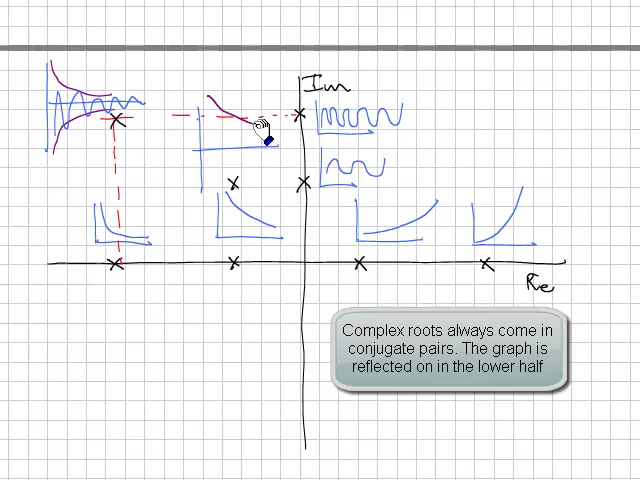 Im
Re
Complex roots always come in
conjugate pairs. The graph is
reflected on in the lower half